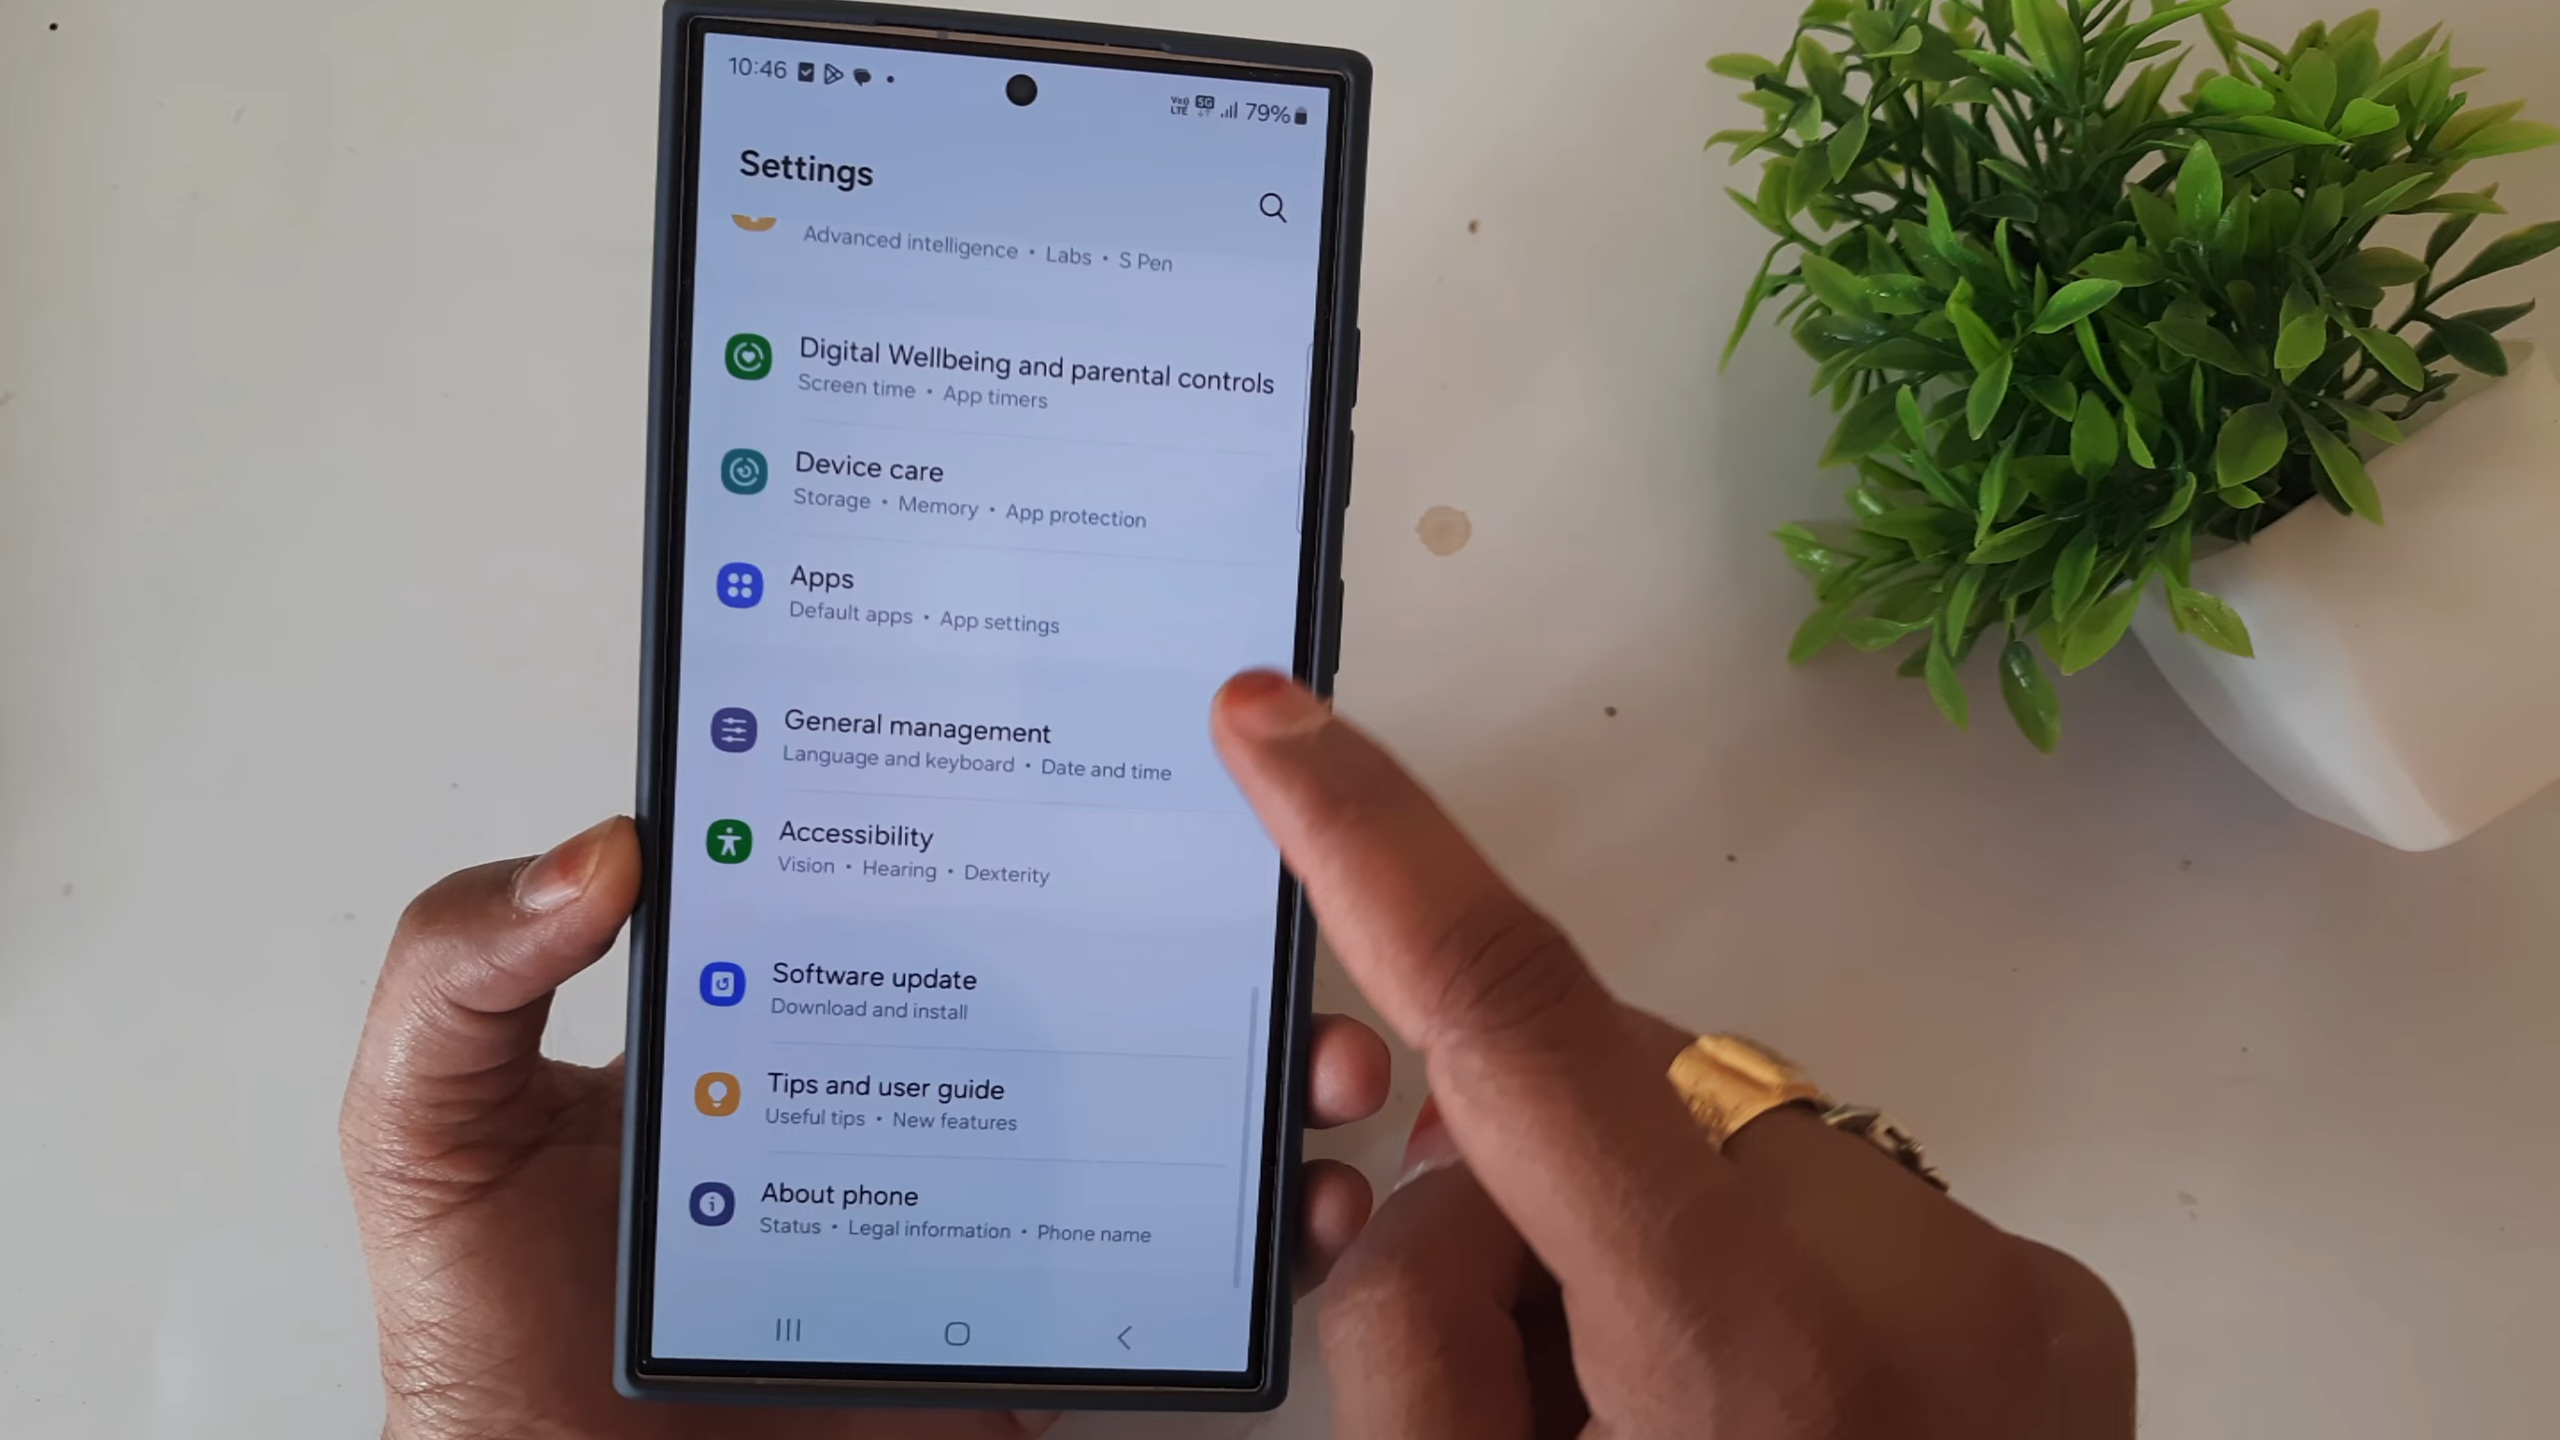 10:46
Vo) LTE 5G 79%
Settings
Advanced intelligence • Labs • S Pen
Digital Wellbeing and parental controls
Screen time • App timers
Device care
Storage • Memory • App protection
Apps
Default apps • App settings
General management
Language and keyboard • Date and time
Accessibility
Vision • Hearing • Dexterity
Software update
Download and install
Tips and user guide
Useful tips • New features
About phone
Status • Legal information • Phone name